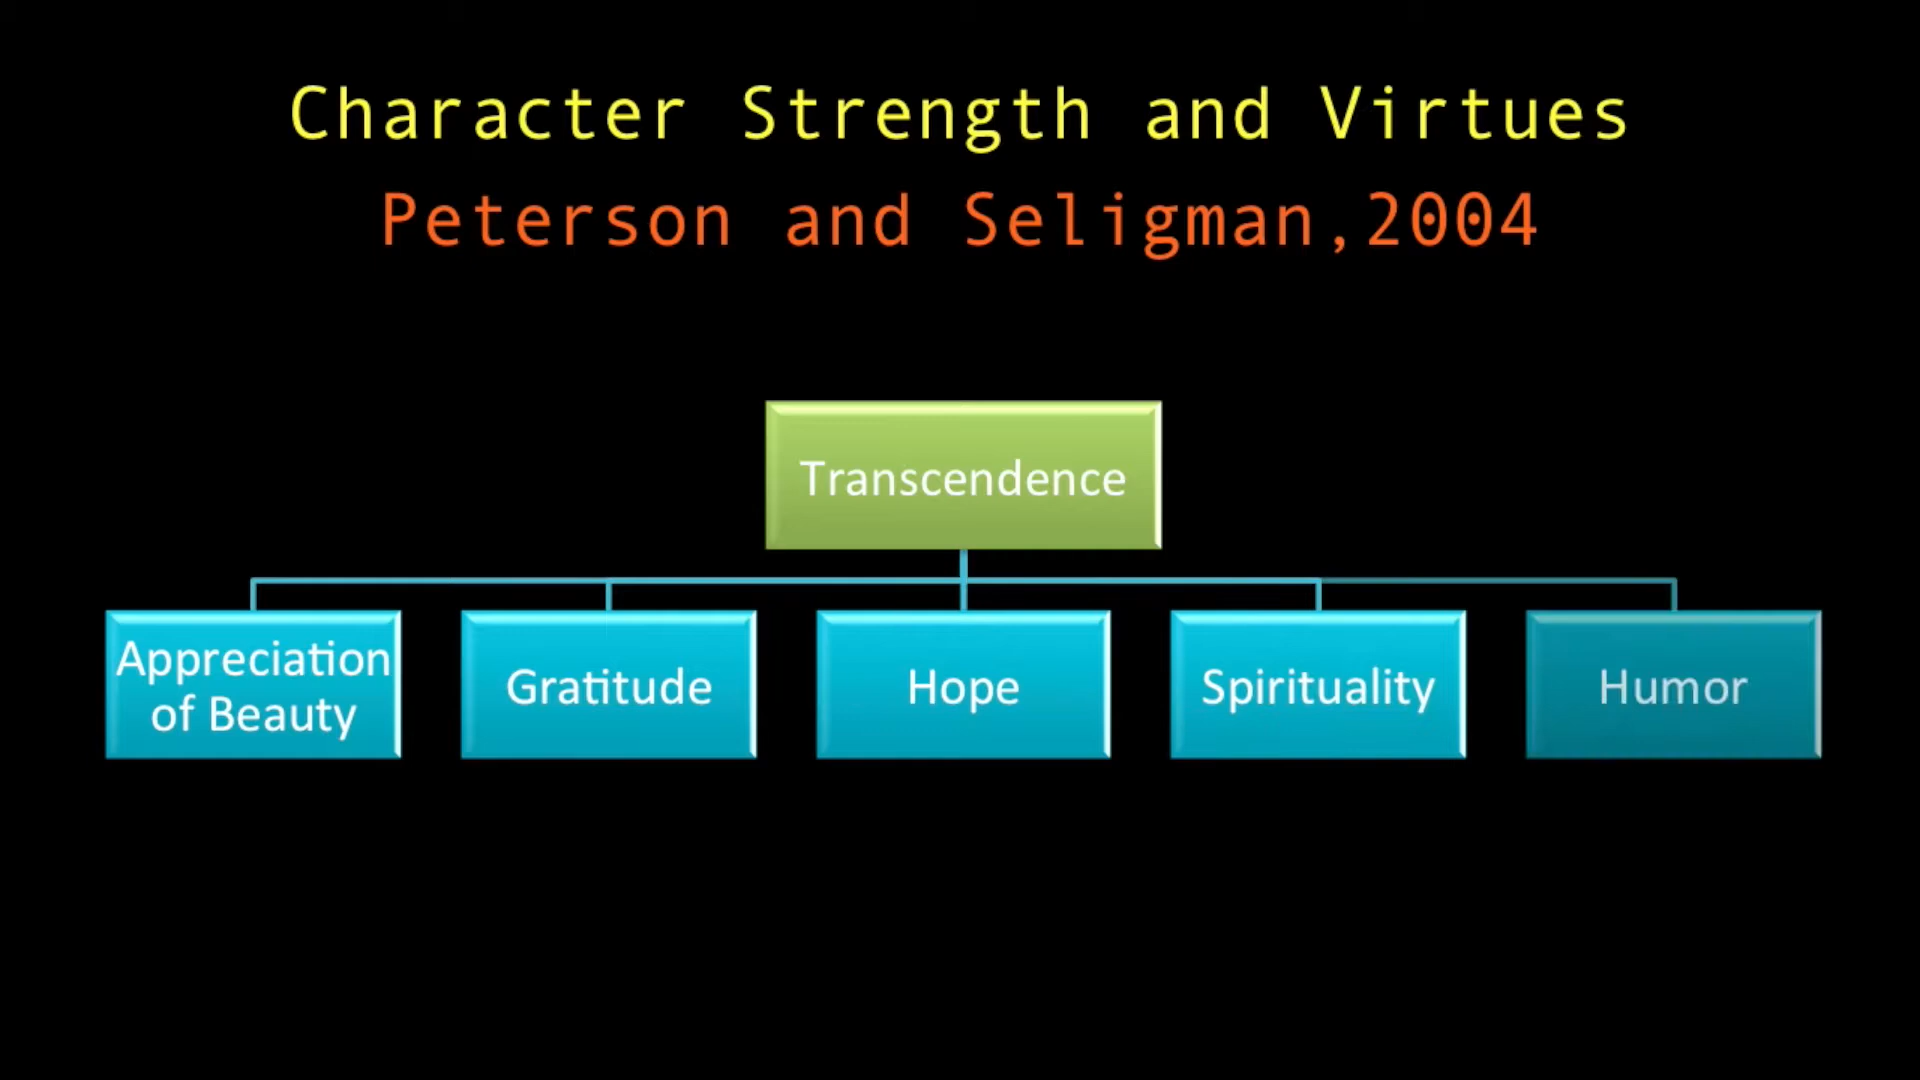 Character Strength and Virtues
Peterson and Seligman,2004
Transcendence
Appreciation
of Beauty
Gratitude
Hope
Spirituality
Humor